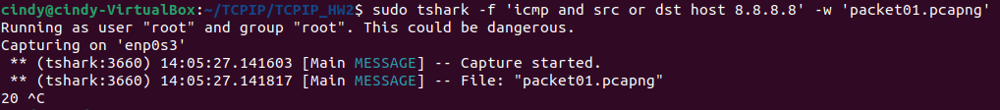 cindy@cindy-VirtualBox:~/TCPIP/TCPIP_HW2$ sudo tshark -f 'icmp and src or dst host 8.8.8.8' -w 'packet01.pcapng'
Running as user "root" and group "root". This could be dangerous.
Capturing on 'enp0s3'
 ** (tshark:3660) 14:05:27.141603 [Main MESSAGE] -- Capture started.
 ** (tshark:3660) 14:05:27.141817 [Main MESSAGE] -- File: "packet01.pcapng"
20 ^C